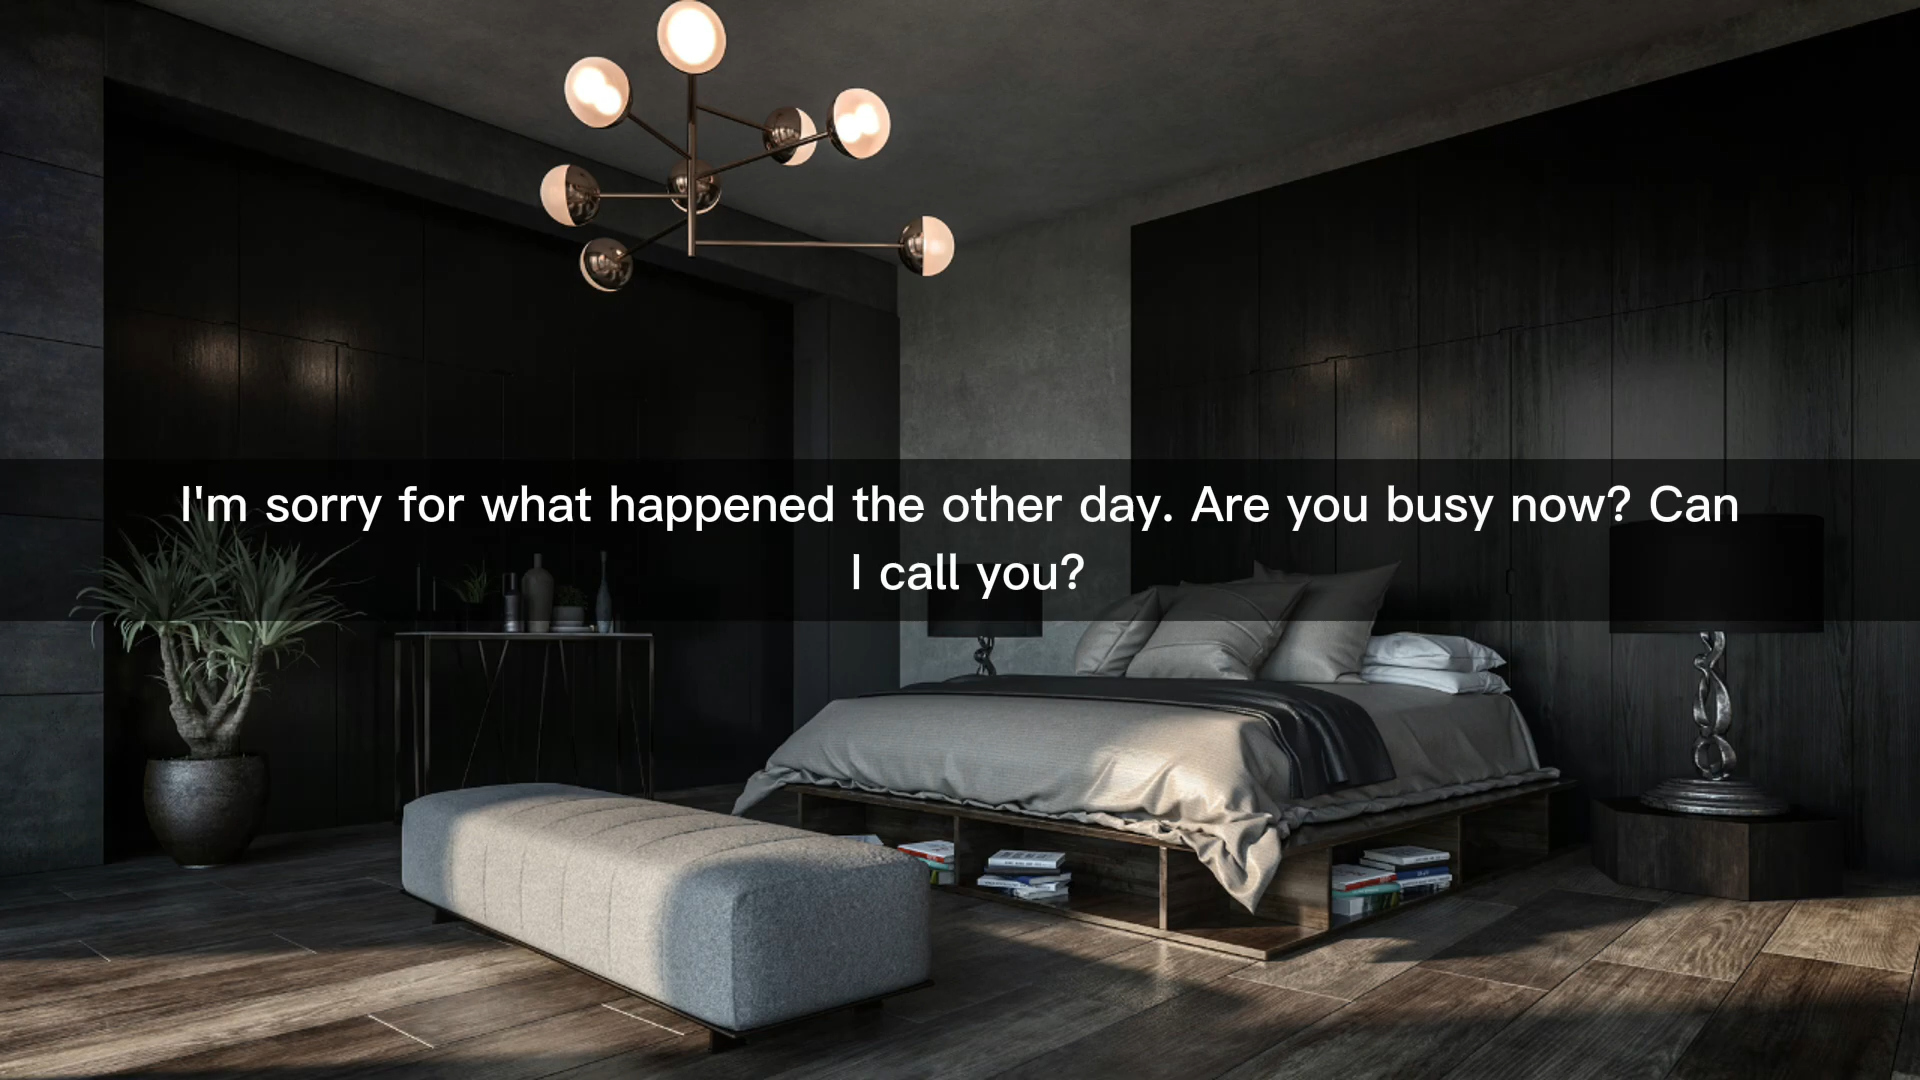 I'm sorry for what happened the other day. Are you busy now? Can
I call you?